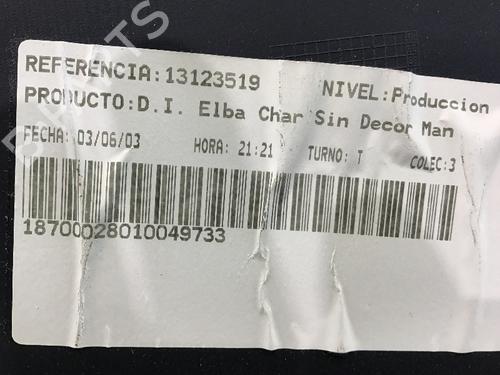 REFERENCIA:13123519 NIVEL:Produccion
PRODUCTO:D.I. Elba Char Sin Decor Man
FECHA: 03/06/03 HORA: 21:21 TURNO: T COLEC:3
18700028010049733